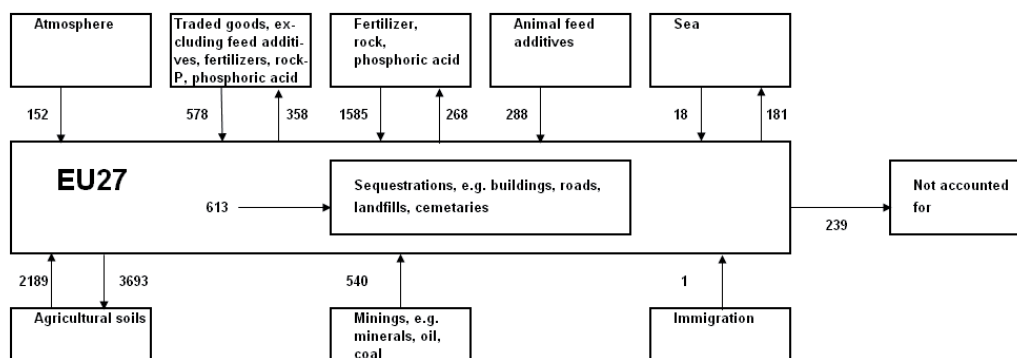 Atmosphere
Traded goods, ex-
cluding feed additi-
ves, fertilizers, rock-
P, phosphoric acid
Fertilizer,
rock,
phosphoric acid
Animal feed
additives
Sea
152
578
358
1585
268
288
18
181
EU27
613
Sequestrations, e.g. buildings, roads,
landfills, cemetaries
Not accounted
for
239
2189
3693
540
1
Agricultural soils
Minings, e.g.
minerals, oil,
coal
Immigration